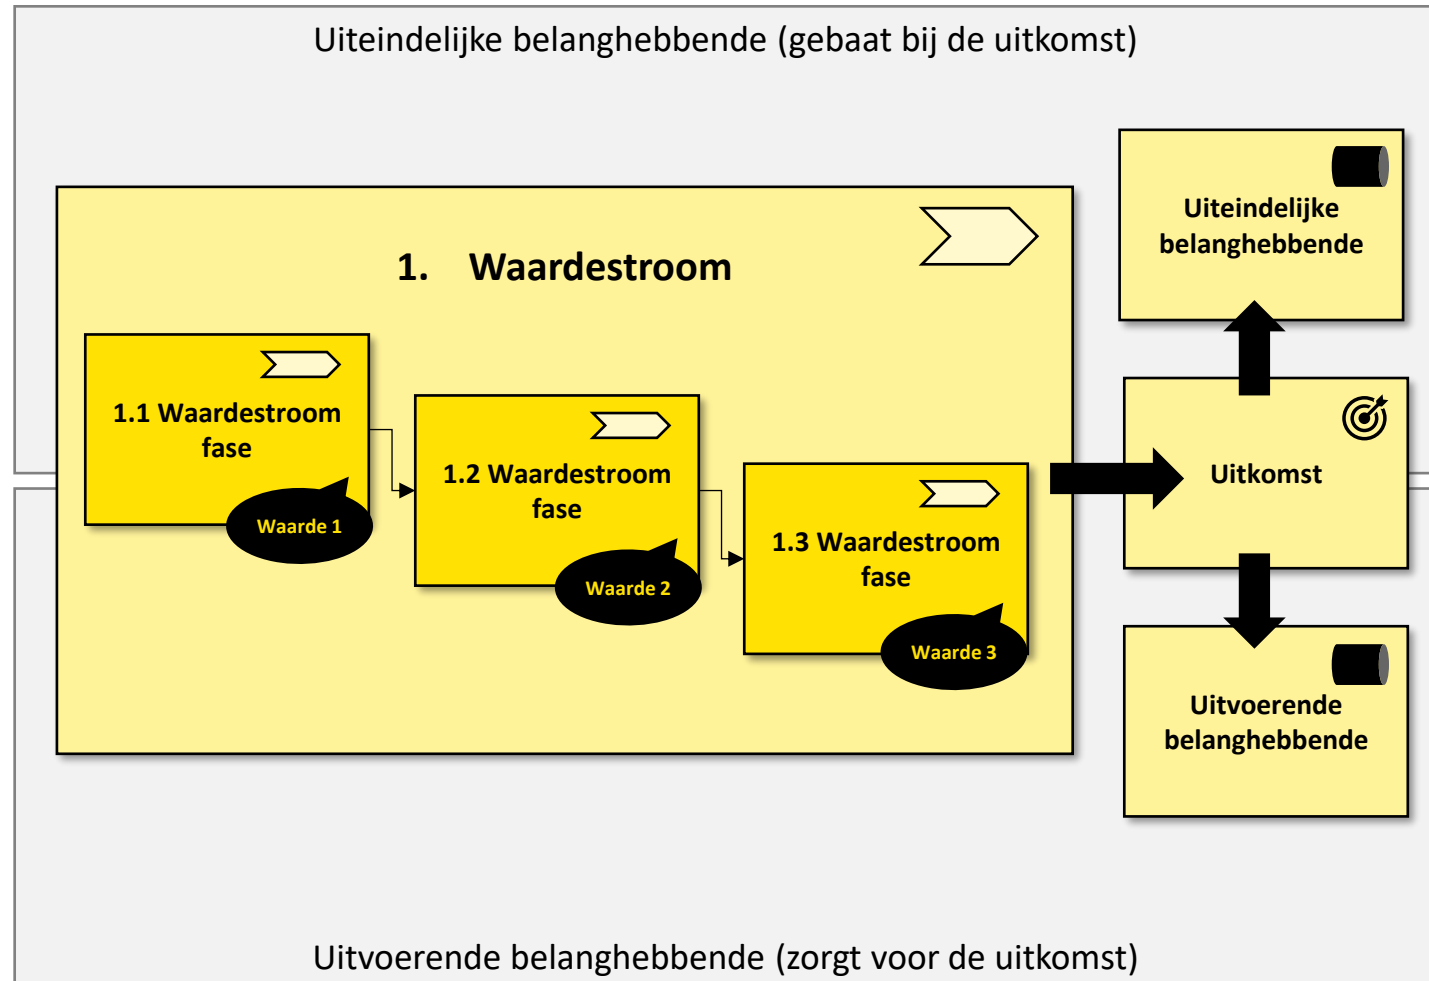 Uiteindelijke belanghebbende (gebaat bij de uitkomst)
1. Waardestroom
1.1 Waardestroom
fase
Waarde 1
1.2 Waardestroom
fase
Waarde 2
1.3 Waardestroom
fase
Waarde 3
Uiteindelijke
belanghebbende
Uitkomst
Uitvoerende
belanghebbende
Uitvoerende belanghebbende (zorgt voor de uitkomst)